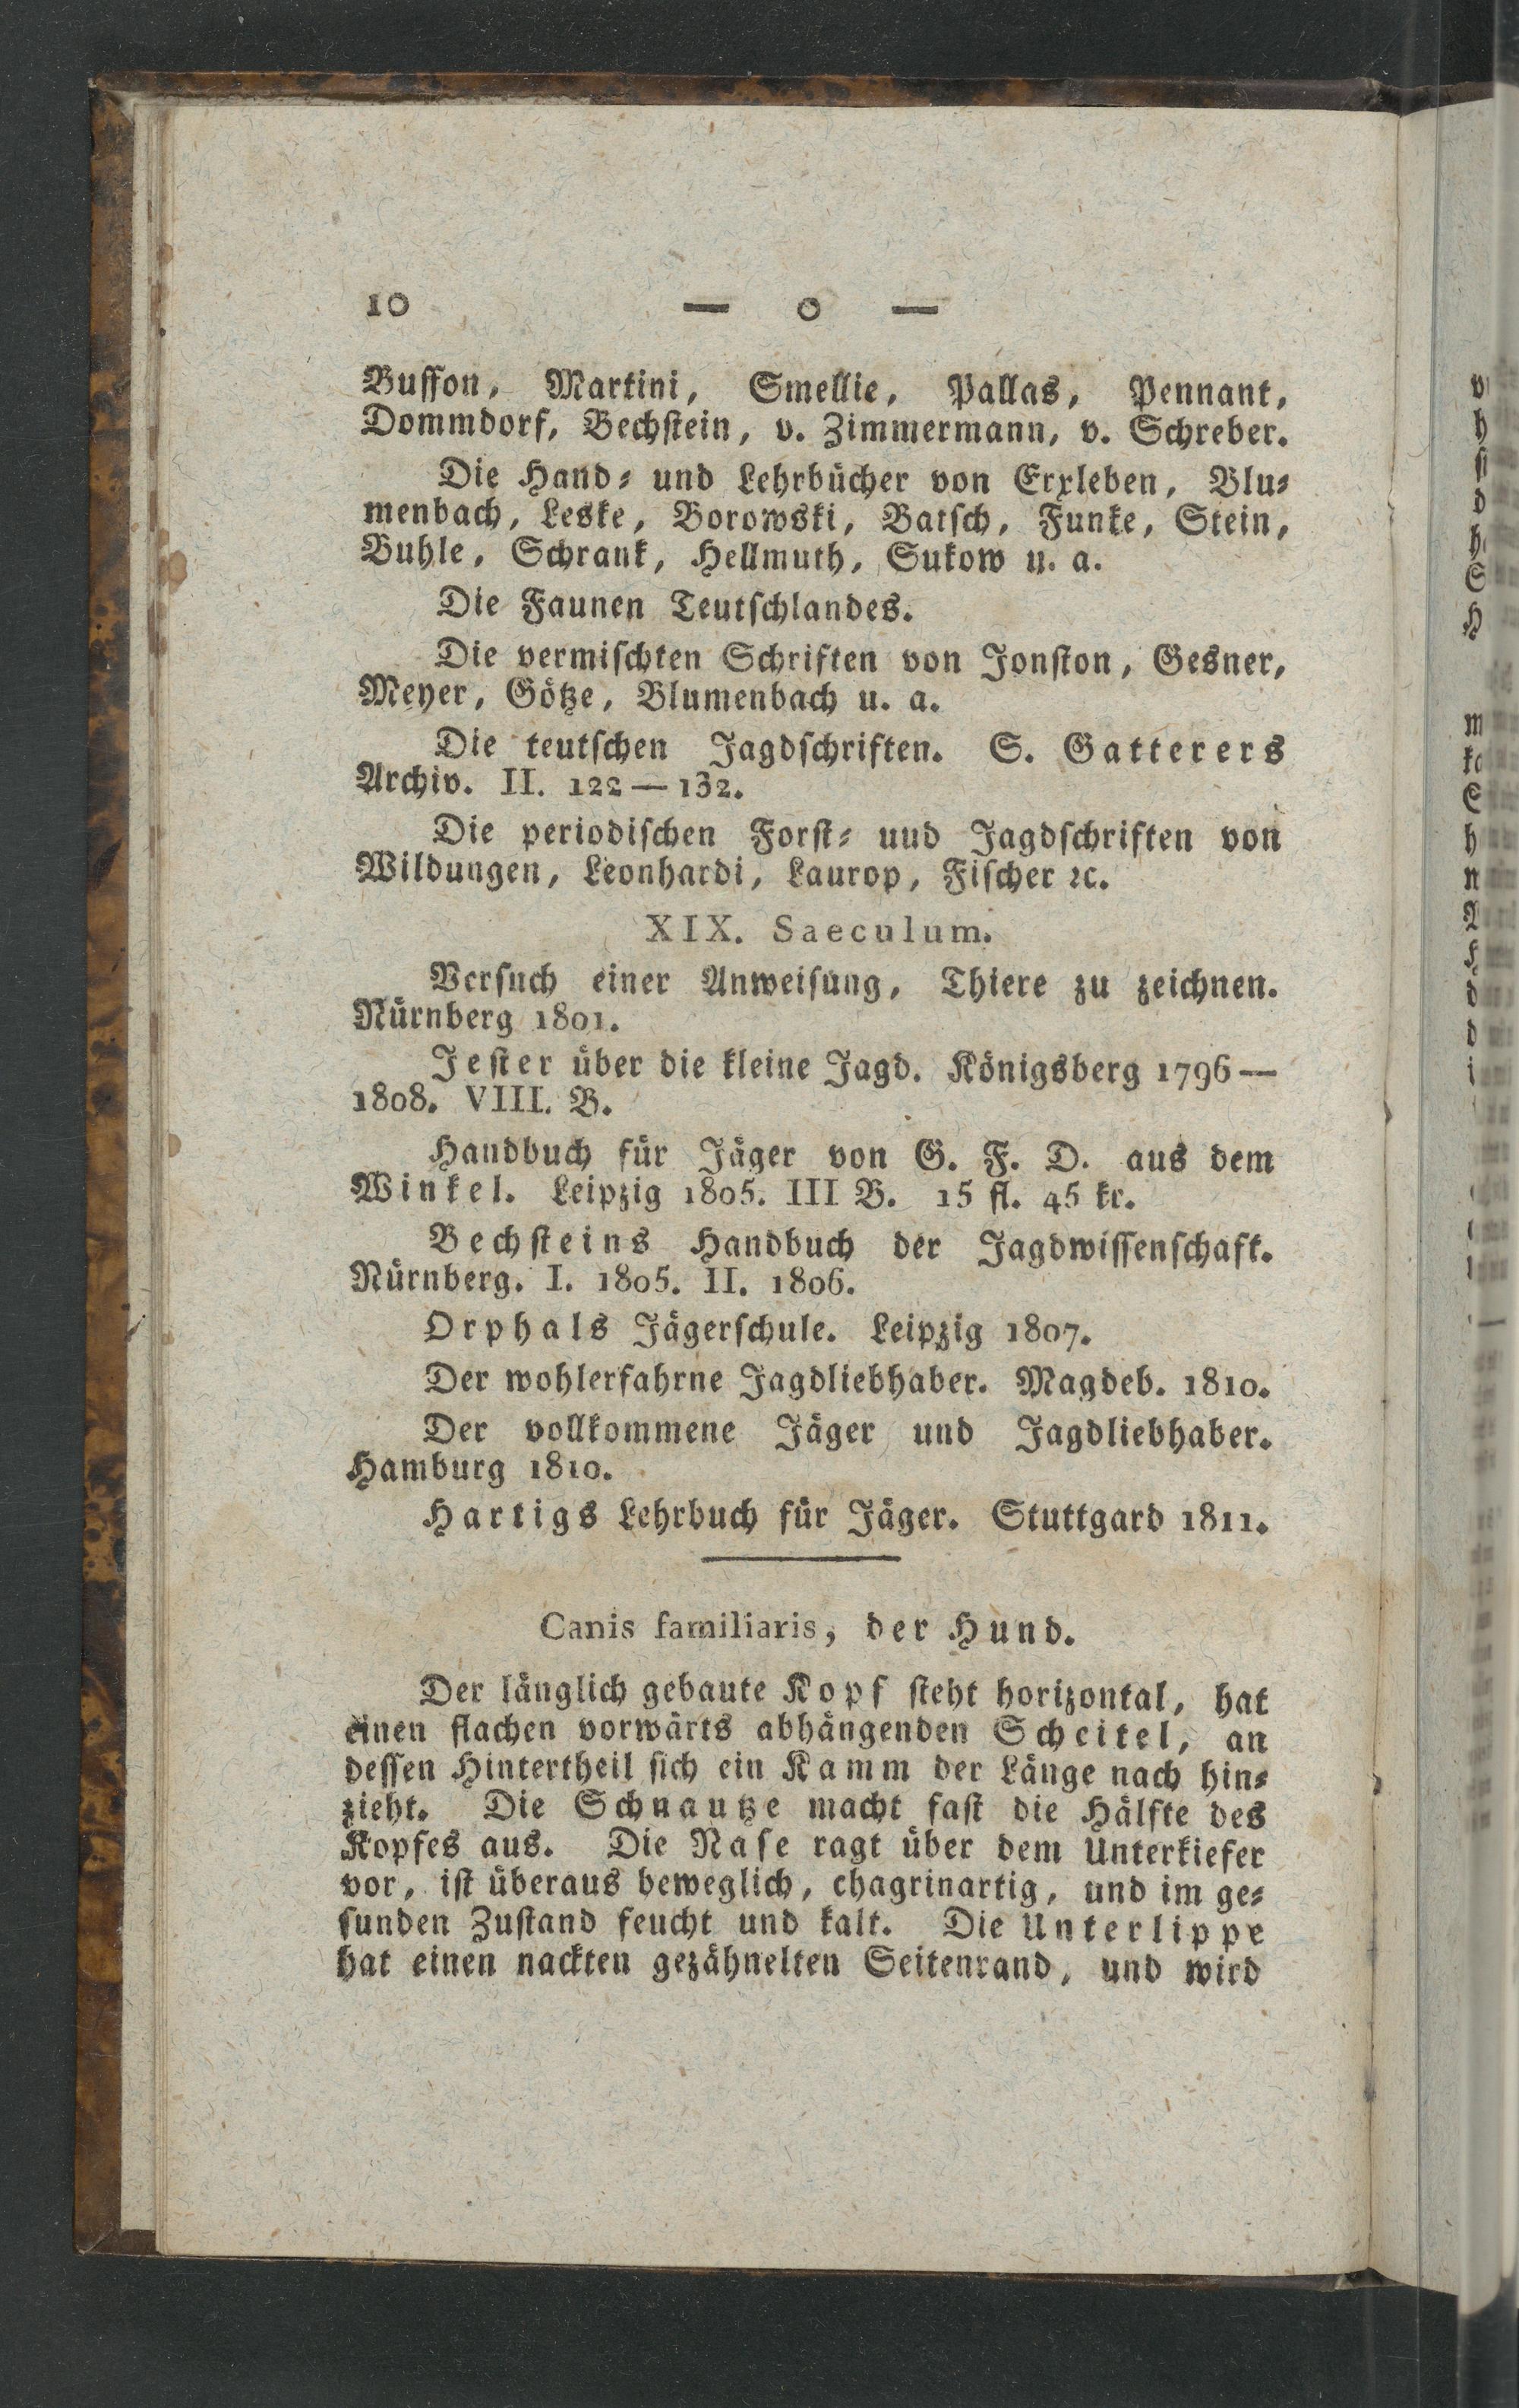 10 — o —
Buffon, Martini, Smellie, Pallas, Pennant,
Dommdorf, Bechſtein, v. Zimmermann, v. Schreber.
Die Hand⸗ und Lehrbücher von Erxleben, Blu⸗
menbach, Leske, Borowski, Batſch, Funke, Stein,
Buhle, Schrank, Hellmuth, Sukow u. a.
Die Faunen Teutſchlandes.
Die vermiſchten Schriften von Jonſton, Gesner,
Meyer, Götze, Blumenbach u. a.
Die teutſchen Jagdſchriften. S. Gatterers
Archiv. II. 122 — 132.
Die periodiſchen Forſt⸗ uud Jagdſchriften von
Wildungen, Leonhardi, Laurop, Fiſcher ꝛc.
XIX. Saeculum.
Verſuch einer Anweiſung, Thiere zu zeichnen.
Nürnberg 1801.
Jeſter über die kleine Jagd. Königsberg 1796 —
1808. VIII. B.
Handbuch für Jäger von G. F. D. aus dem
Winkel. Leipzig 1805. III B. 15 fl. 45 kr.
Bechſteins Handbuch der Jagdwiſſenſchaft.
Nürnberg. I. 1805. II. 1806.
Orphals Jägerſchule. Leipzig 1807.
Der wohlerfahrne Jagdliebhaber. Magdeb. 1810.
Der vollkommene Jäger und Jagdliebhaber.
Hamburg 1810.
Hartigs Lehrbuch für Jäger. Stuttgard 1811.
Canis familiaris, der Hund.
Der länglich gebaute Kopf ſteht horizontal, hat
einen flachen vorwärts abhängenden Scheitel, an
deſſen Hintertheil ſich ein Kamm der Länge nach hin⸗
zieht. Die Schnautze macht faſt die Hälfte des
Kopfes aus. Die Naſe ragt über dem Unterkiefer
vor, iſt überaus beweglich, chagrinartig, und im ge⸗
ſunden Zuſtand feucht und kalt. Die Unterlippe
hat einen nackten gezähnelten Seitenrand, und wird